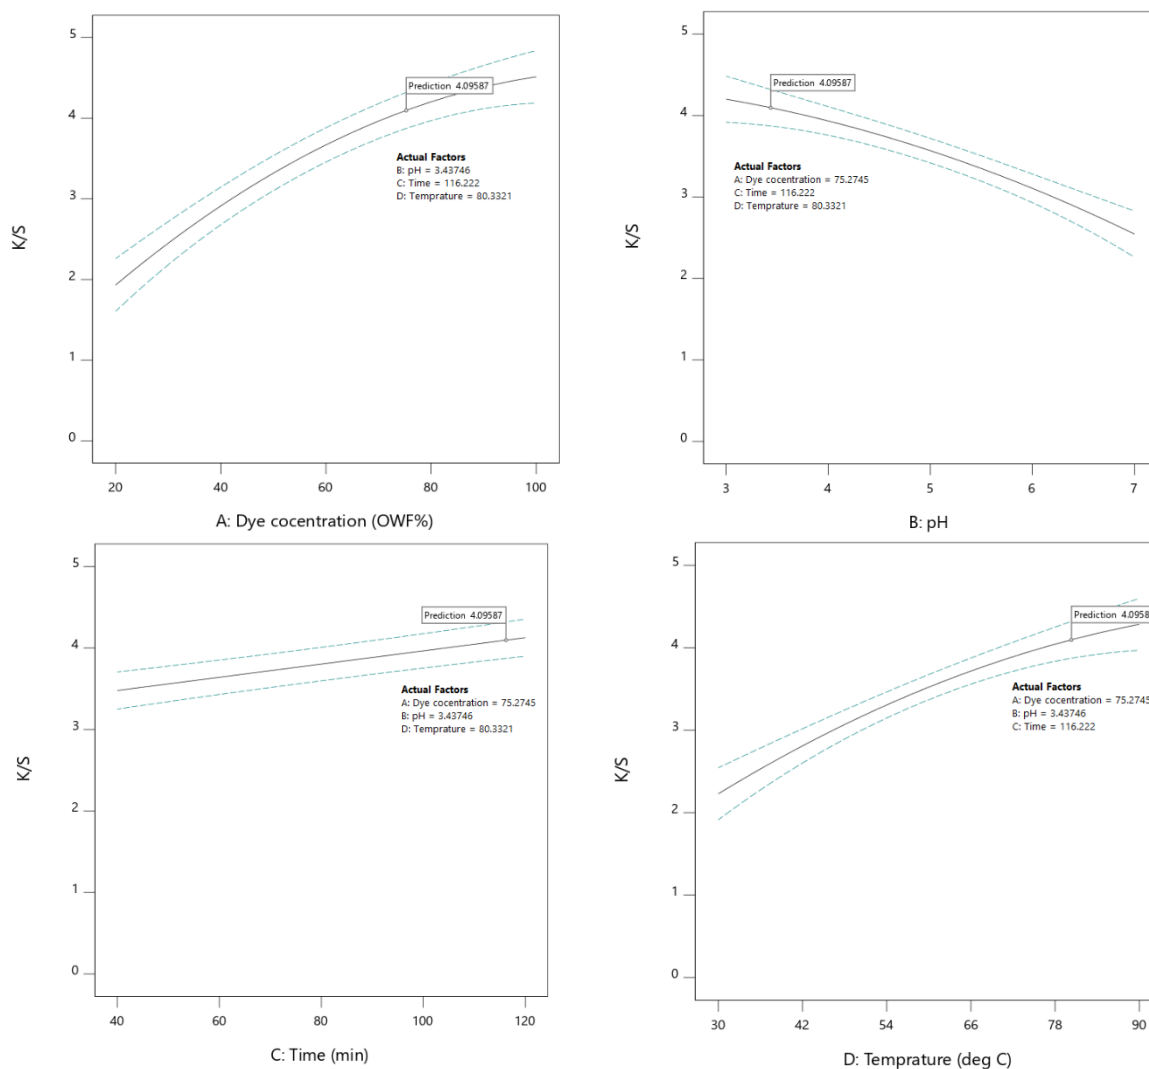 5
4
3
2
1
0
K/S
Prediction 4.09587
Actual Factors
B: pH = 3.43746
C: Time = 116.222
D: Temprature = 80.3321
20 40 60 80 100
A: Dye cocentration (OWF%)
5
4
3
2
1
0
K/S
Prediction 4.09587
Actual Factors
A: Dye cocentration = 75.2745
C: Time = 116.222
D: Temprature = 80.3321
3 4 5 6 7
B: pH
5
4
3
2
1
0
K/S
Prediction 4.09587
Actual Factors
A: Dye cocentration = 75.2745
B: pH = 3.43746
D: Temprature = 80.3321
40 60 80 100 120
C: Time (min)
5
4
3
2
1
0
K/S
Prediction 4.0958
Actual Factors
A: Dye cocentration = 75.2745
B: pH = 3.43746
C: Time = 116.222
30 42 54 66 78 90
D: Temprature (deg C)